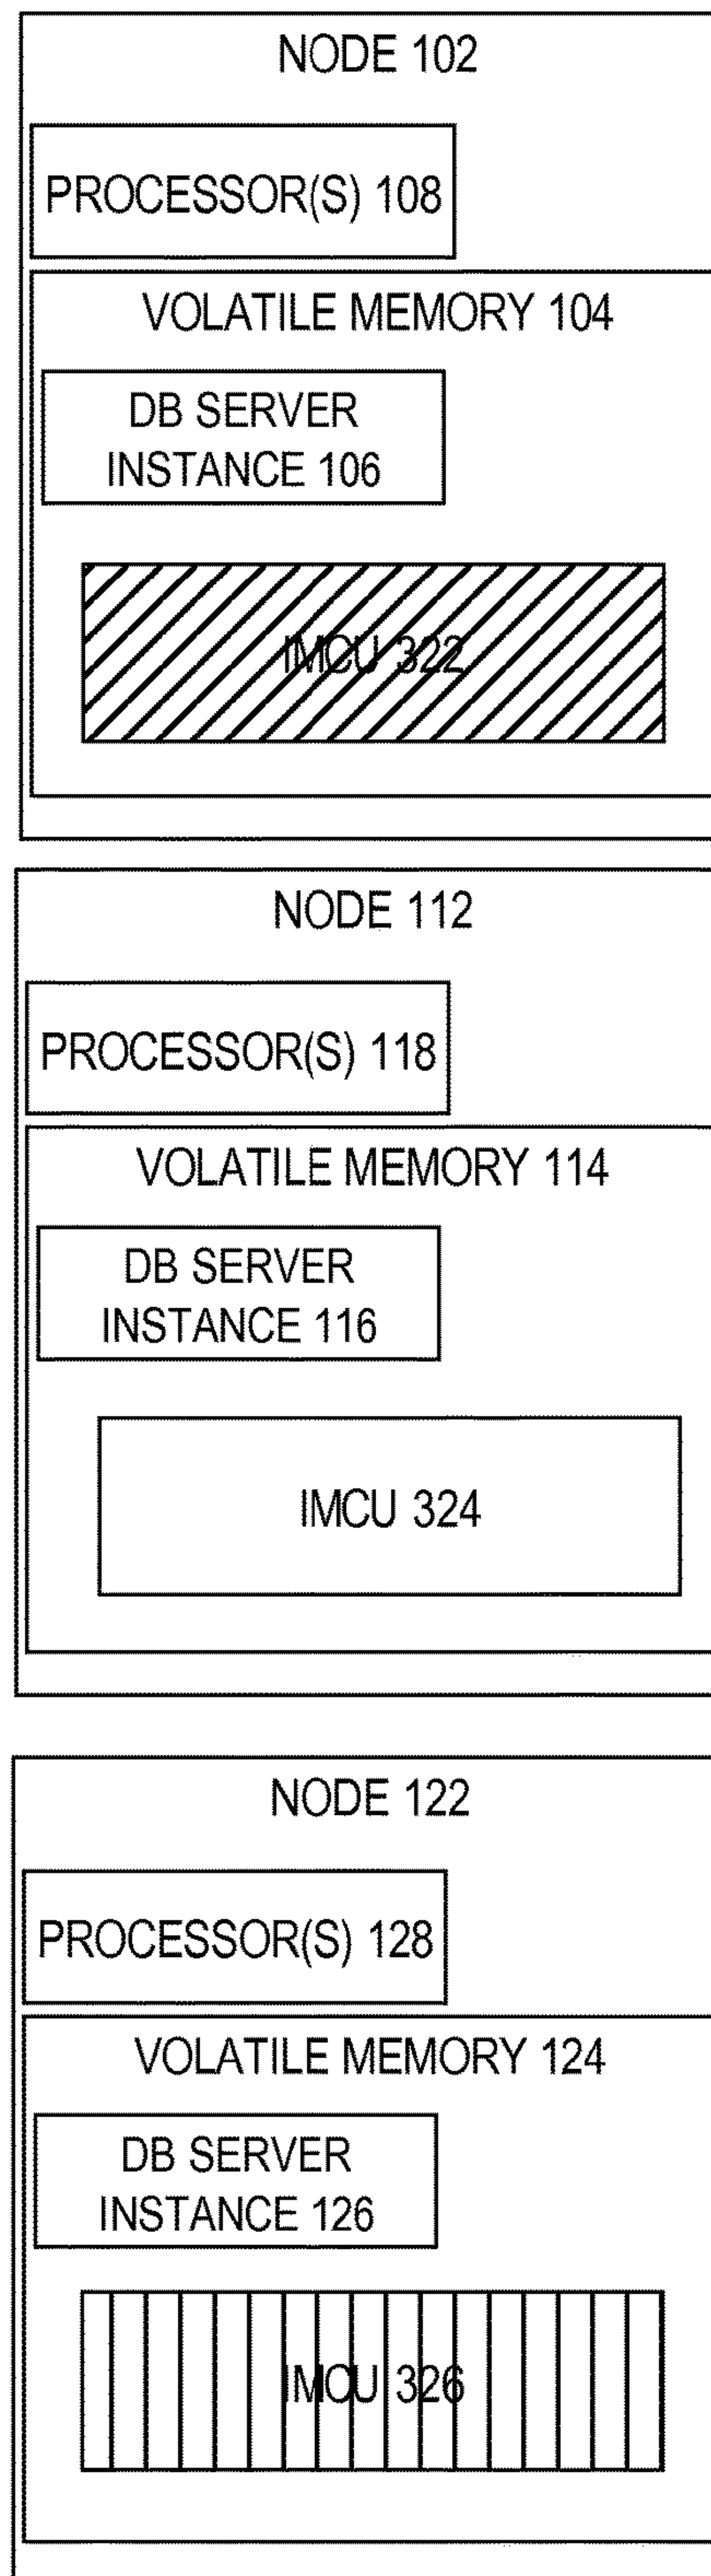 NODE 102
PROCESSOR(S) 108
VOLATILE MEMORY 104
DB SERVER
INSTANCE 106
IMCU 322
NODE 112
PROCESSOR(S) 118
VOLATILE MEMORY 114
DB SERVER
INSTANCE 116
IMCU 324
NODE 122
PROCESSOR(S) 128
VOLATILE MEMORY 124
DB SERVER
INSTANCE 126
IMCU 326